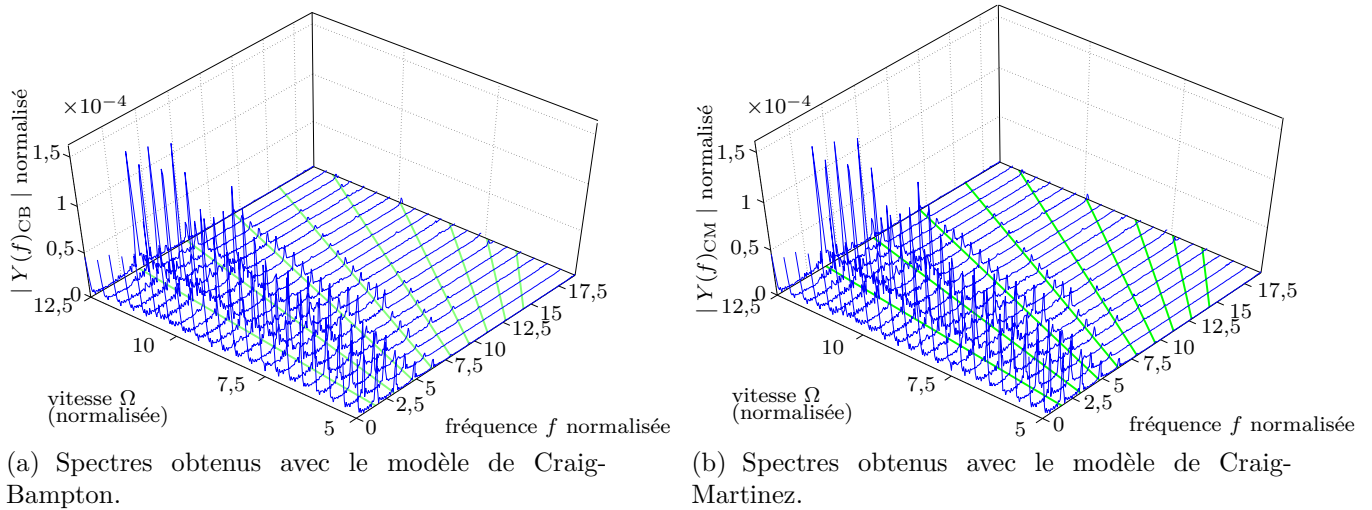 ×10−4
1,5
1
0,5
0
| Y(f)CB | normalisé
12,5
10
7,5
5
vitesse Ω
(normalisée)
0
2,5
5
7,5
10
12,5
15
17,5
fréquence f normalisée
(a) Spectres obtenus avec le modèle de Craig-
Bampton.
×10−4
1,5
1
0,5
0
| Y(f)CM | normalisé
12,5
10
7,5
5
vitesse Ω
(normalisée)
0
2,5
5
7,5
10
12,5
15
17,5
fréquence f normalisée
(b) Spectres obtenus avec le modèle de Craig-
Martinez.